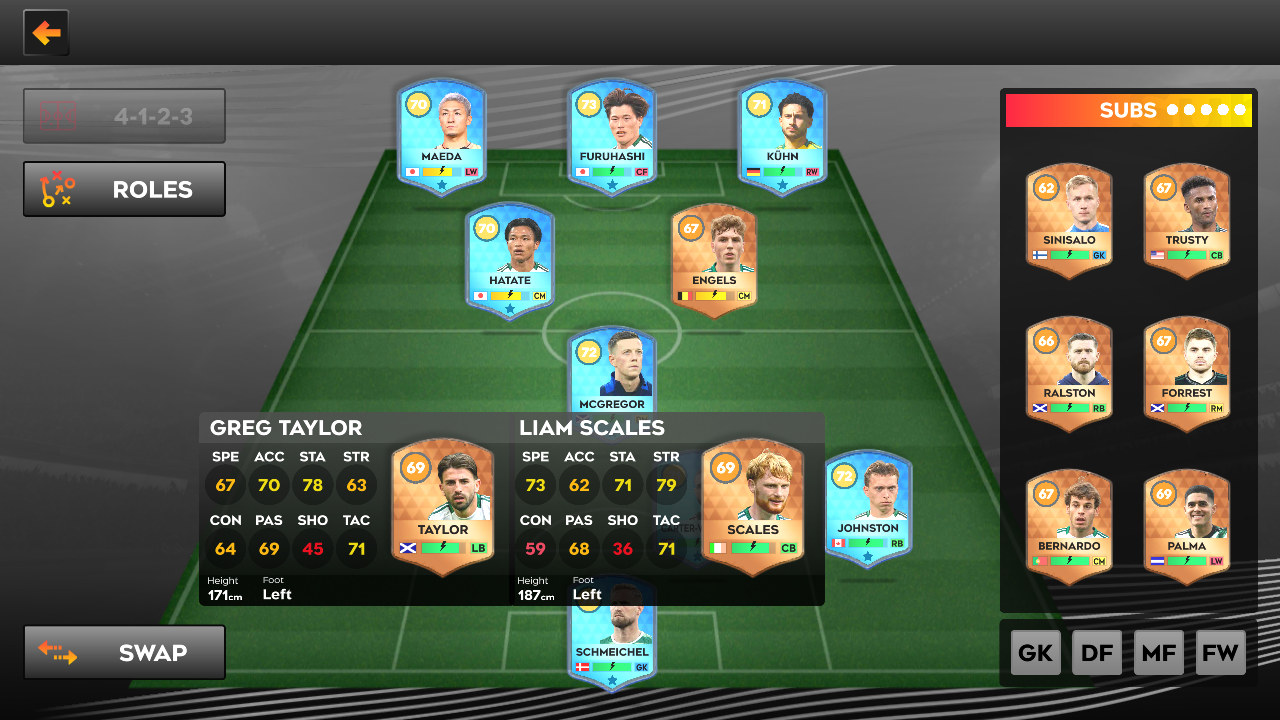 4-1-2-3
ROLES
SWAP
70
MAEDA
LW
73
FURUHASHI
CF
71
KÜHN
RW
70
HATATE
CM
67
ENGELS
CM
72
MCGREGOR
GREG TAYLOR
SPE ACC STA STR
67 70 78 63
CON PAS SHO TAC
64 69 45 71
Height Foot
171cm Left
69
TAYLOR
LB
LIAM SCALES
SPE ACC STA STR
73 62 71 79
CON PAS SHO TAC
59 68 36 71
Height Foot
187cm Left
69
SCALES
CB
72
JOHNSTON
RB
SCHMEICHEL
GK
SUBS
62
SINISALO
GK
67
TRUSTY
CB
66
RALSTON
RB
67
FORREST
RM
67
BERNARDO
CM
69
PALMA
LW
GK DF MF FW